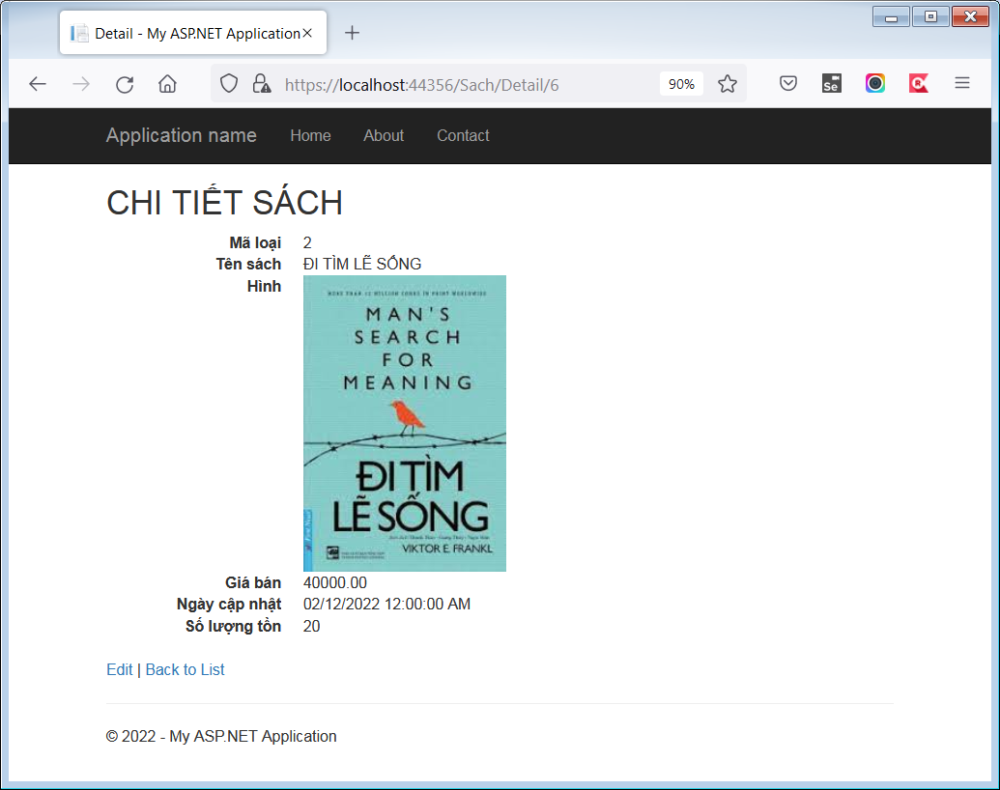 Detail - My ASP.NET Application
https://localhost:44356/Sach/Detail/6
90%
Se
Application name
Home
About
Contact
CHI TIẾT SÁCH
Mã loại 2
Tên sách ĐI TÌM LẼ SỐNG
Hình
MORE THAN 12 MILLION COPIES IN PRINT WORLDWIDE
MAN'S
SEARCH
FOR
MEANING
ĐI TÌM
LẼ SỐNG
VIKTOR E. FRANKL
Giá bán 40000.00
Ngày cập nhật 02/12/2022 12:00:00 AM
Số lượng tồn 20
Edit | Back to List
© 2022 - My ASP.NET Application